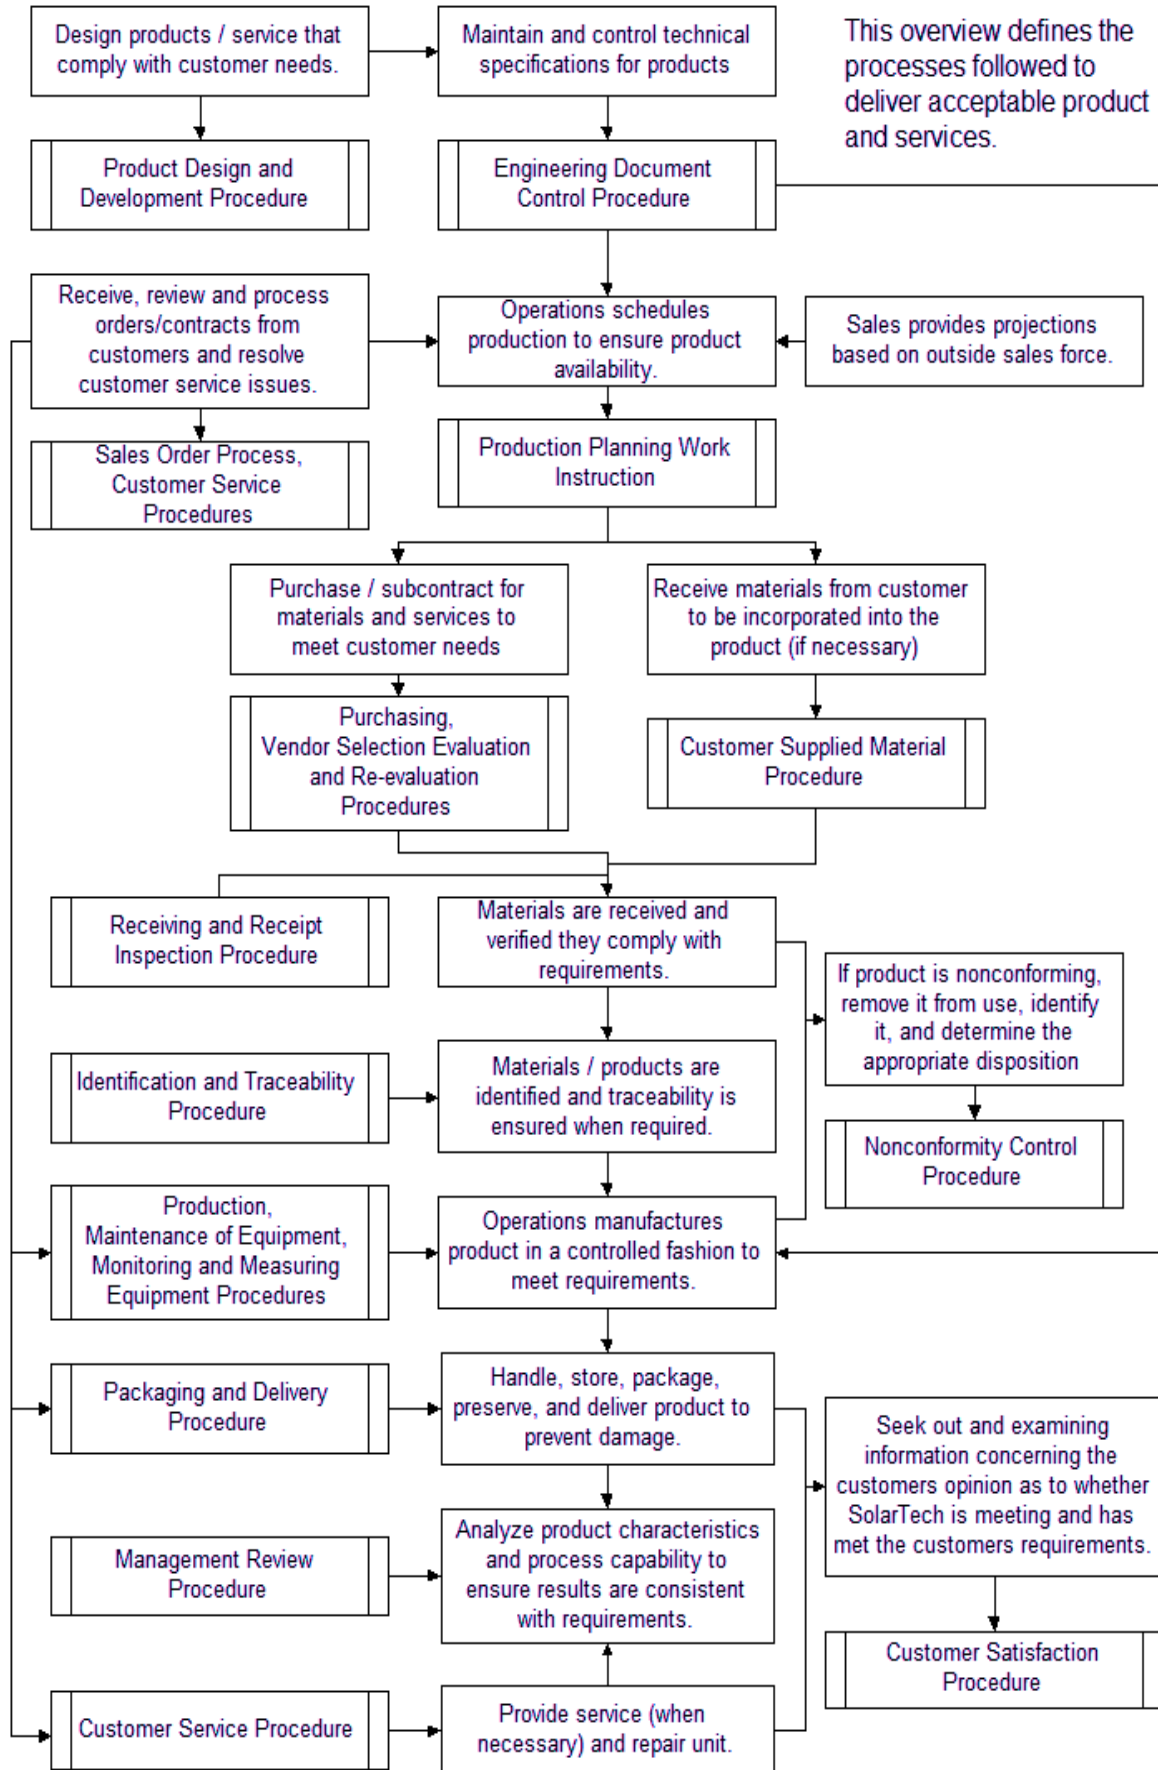 Design products / service that
comply with customer needs.
Maintain and control technical
specifications for products
This overview defines the
processes followed to
deliver acceptable product
and services.
Product Design and
Development Procedure
Engineering Document
Control Procedure
Receive, review and process
orders/contracts from
customers and resolve
customer service issues.
Operations schedules
production to ensure product
availability.
Sales provides projections
based on outside sales force.
Sales Order Process,
Customer Service
Procedures
Production Planning Work
Instruction
Purchase / subcontract for
materials and services to
meet customer needs
Receive materials from customer
to be incorporated into the
product (if necessary)
Purchasing,
Vendor Selection Evaluation
and Re-evaluation
Procedures
Customer Supplied Material
Procedure
Receiving and Receipt
Inspection Procedure
Materials are received and
verified they comply with
requirements.
If product is nonconforming,
remove it from use, identify
it, and determine the
appropriate disposition
Identification and Traceability
Procedure
Materials / products are
identified and traceability is
ensured when required.
Nonconformity Control
Procedure
Production,
Maintenance of Equipment,
Monitoring and Measuring
Equipment Procedures
Operations manufactures
product in a controlled fashion to
meet requirements.
Packaging and Delivery
Procedure
Handle, store, package,
preserve, and deliver product to
prevent damage.
Seek out and examining
information concerning the
customers opinion as to whether
SolarTech is meeting and has
met the customers requirements.
Management Review
Procedure
Analyze product characteristics
and process capability to
ensure results are consistent
with requirements.
Customer Satisfaction
Procedure
Customer Service Procedure
Provide service (when
necessary) and repair unit.